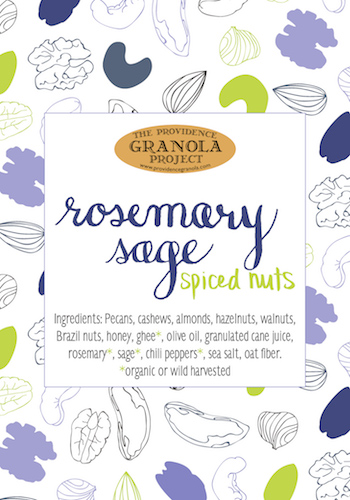 THE PROVIDENCE
GRANOLA
PROJECT
www.providencegranola.com
rosemary
sage
spiced nuts
Ingredients: Pecans, cashews, almonds, hazelnuts, walnuts,
Brazil nuts, honey, ghee*, olive oil, granulated cane juice,
rosemary*, sage*, chili peppers*, sea salt, oat fiber.
*organic or wild harvested